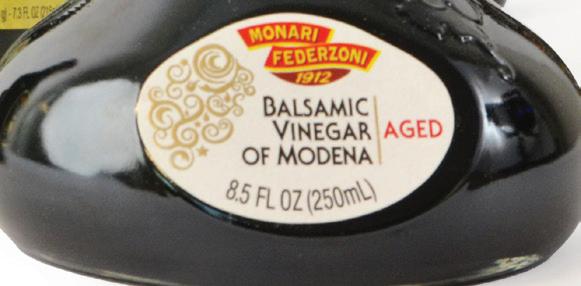 MONARI
FEDERZONI
1912
BALSAMIC
VINEGAR
OF MODENA
AGED
8.5 FL OZ (250mL)